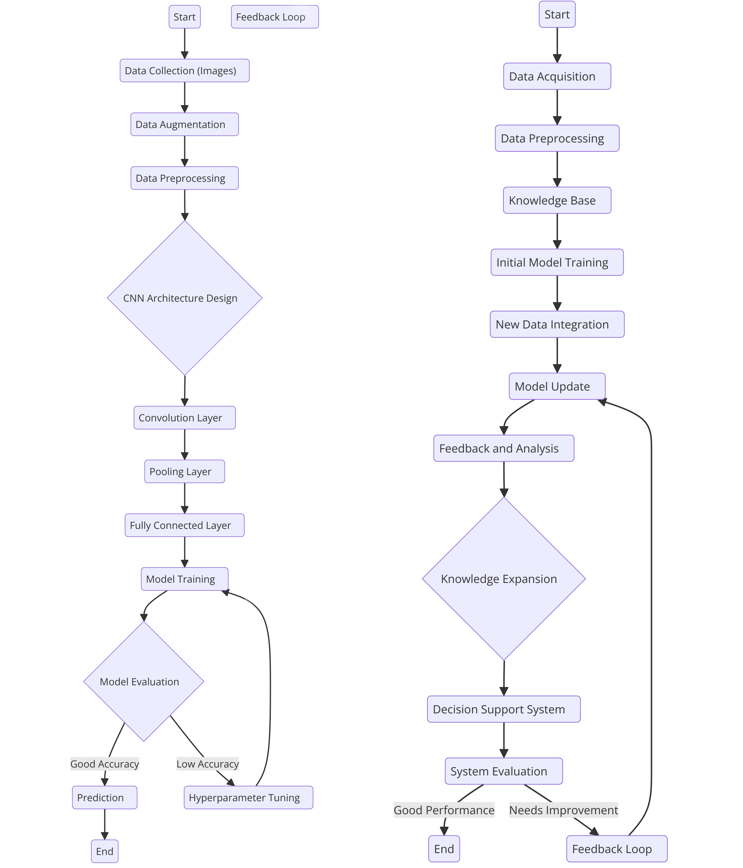 Start
Feedback Loop
Data Collection (Images)
Data Augmentation
Data Preprocessing
CNN Architecture Design
Convolution Layer
Pooling Layer
Fully Connected Layer
Model Training
Model Evaluation
Good Accuracy
Low Accuracy
Prediction
Hyperparameter Tuning
End
Start
Data Acquisition
Data Preprocessing
Knowledge Base
Initial Model Training
New Data Integration
Model Update
Feedback and Analysis
Knowledge Expansion
Decision Support System
System Evaluation
Good Performance
Needs Improvement
End
Feedback Loop